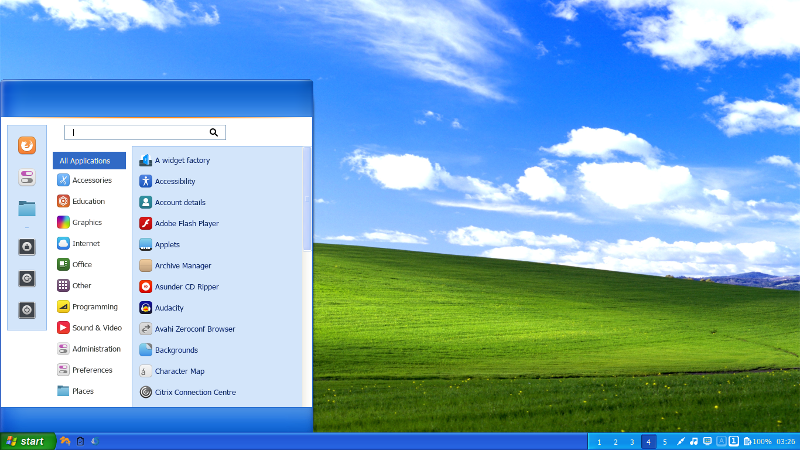 All Applications
Accessories
Education
Graphics
Internet
Office
Other
Programming
Sound & Video
Administration
Preferences
Places
A widget factory
Accessibility
Account details
Adobe Flash Player
Applets
Archive Manager
Asunder CD Ripper
Audacity
Avahi Zeroconf Browser
Backgrounds
Character Map
Citrix Connection Centre
start
1 2 3 4 5 A 1 100% 03:26